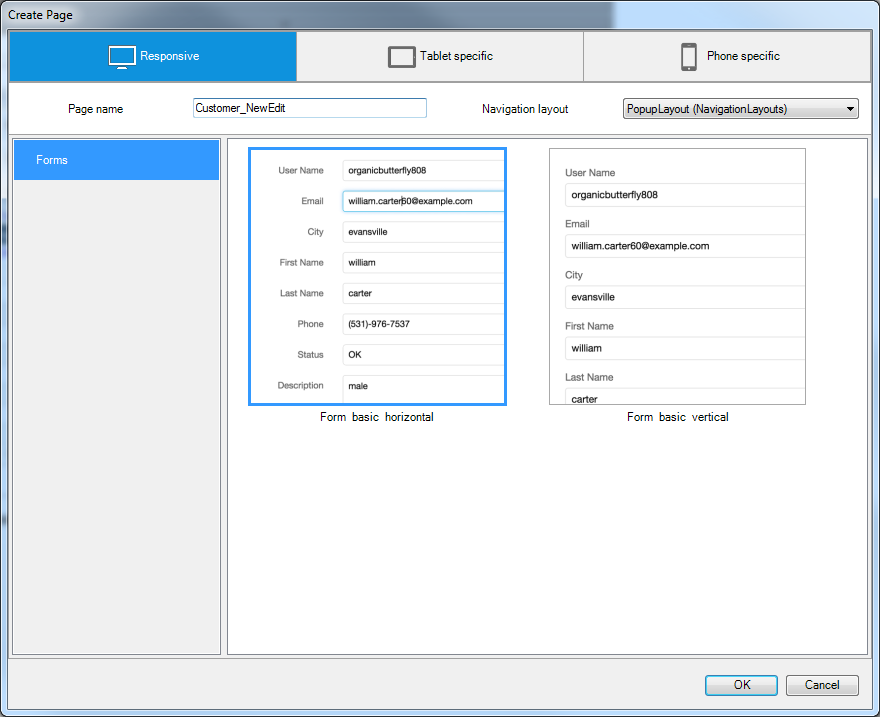 Create Page
Responsive
Tablet specific
Phone specific
Page name
Customer_NewEdit
Navigation layout
PopupLayout (NavigationLayouts)
Forms
User Name
organicbutterfly808
Email
william.carter60@example.com
City
evansville
First Name
william
Last Name
carter
Phone
(531)-976-7537
Status
OK
Description
male
Form basic horizontal
User Name
organicbutterfly808
Email
william.carter60@example.com
City
evansville
First Name
william
Last Name
carter
Form basic vertical
OK
Cancel